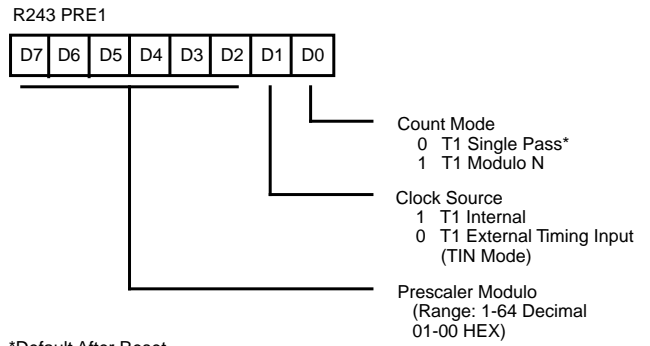 R243 PRE1
D7 D6 D5 D4 D3 D2 D1 D0
Count Mode
0 T1 Single Pass*
1 T1 Modulo N
Clock Source
1 T1 Internal
0 T1 External Timing Input
(TIN Mode)
Prescaler Modulo
(Range: 1-64 Decimal
01-00 HEX)
*Default After Reset